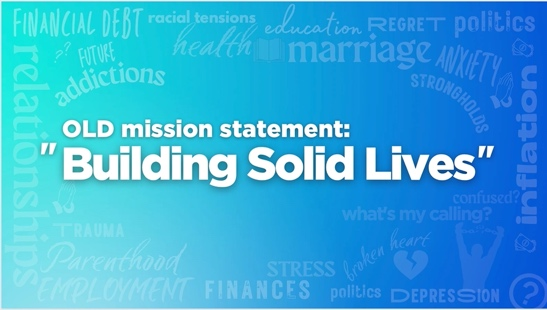 FINANCIAL DEBT
racial tensions
education
REGRET
politics
??
FUTURE
health
marriage
ANXIETY
addictions
STRONGHOLDS
relationships
OLD mission statement:
"Building Solid Lives"
inflation
confused?
what's my calling?
TRAUMA
Parenthood
broken heart
STRESS
EMPLOYMENT
FINANCES
politics
DEPRESSION
?